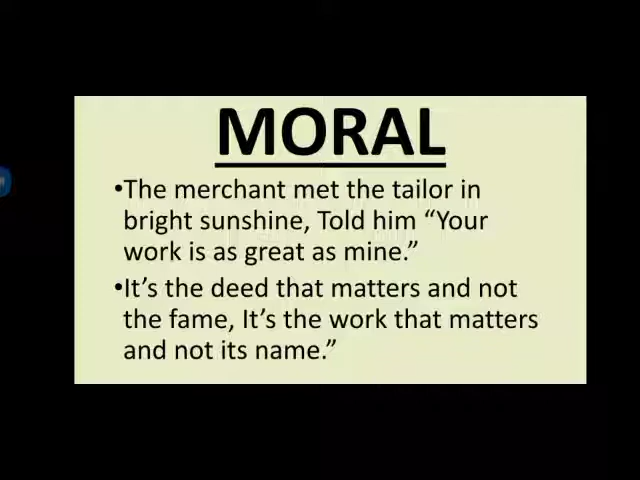 MORAL
•The merchant met the tailor in
bright sunshine, Told him “Your
work is as great as mine.”
•It’s the deed that matters and not
the fame, It’s the work that matters
and not its name.”